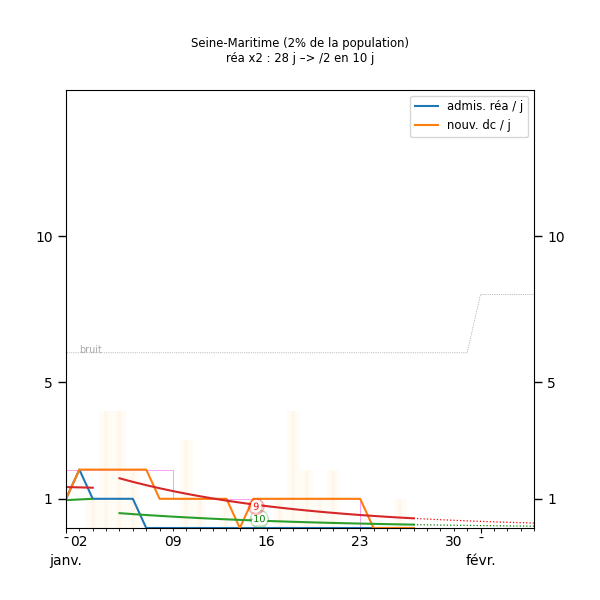 Seine-Maritime (2% de la population)
réa x2 : 28 j –> /2 en 10 j
admis. réa / j
nouv. dc / j
10 10
bruit
5 5
9
1 1
10
02 09 16 23 30 -
janv. févr.